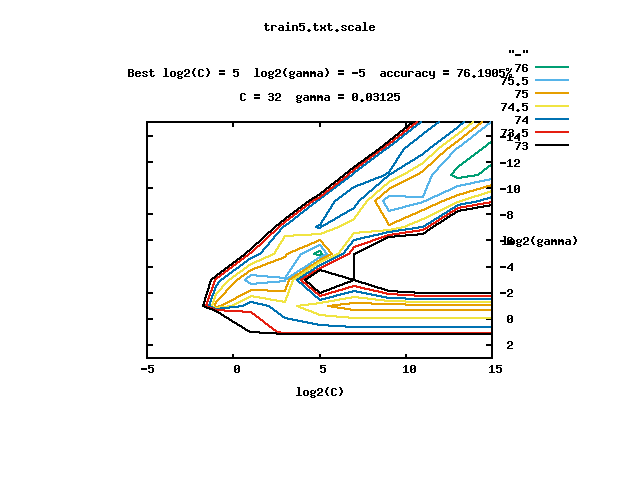 train5.txt.scale
"-"
Best log2(C) = 5 log2(gamma) = -5 accuracy = 76.1905%
76
75.5
75
C = 32 gamma = 0.03125
74.5
74
73.5
73
-14
-12
-10
-8
-6
log2(gamma)
-4
-2
0
2
-5 0 5 10 15
log2(C)